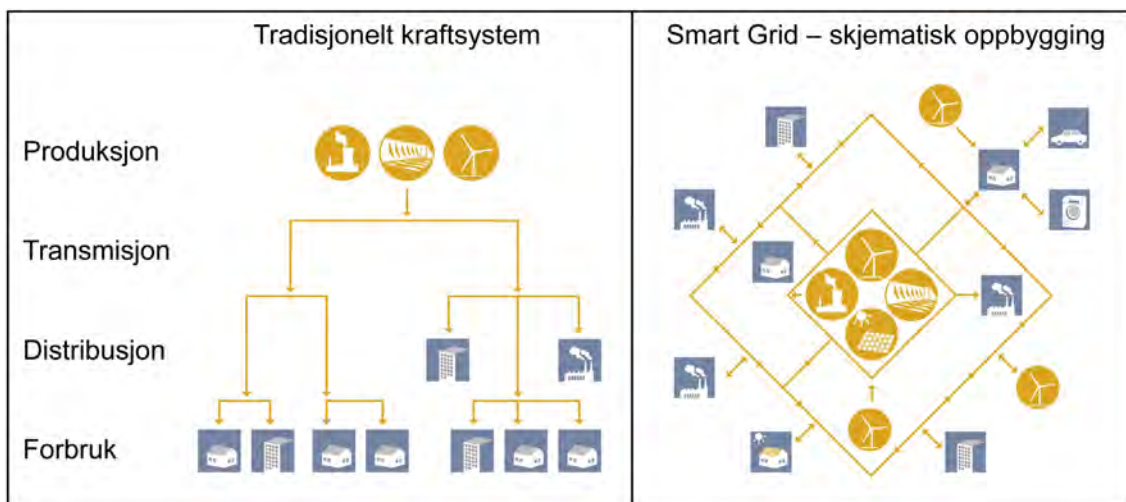 Tradisjonelt kraftsystem
Produksjon
Transmisjon
Distribusjon
Forbruk
Smart Grid – skjematisk oppbygging